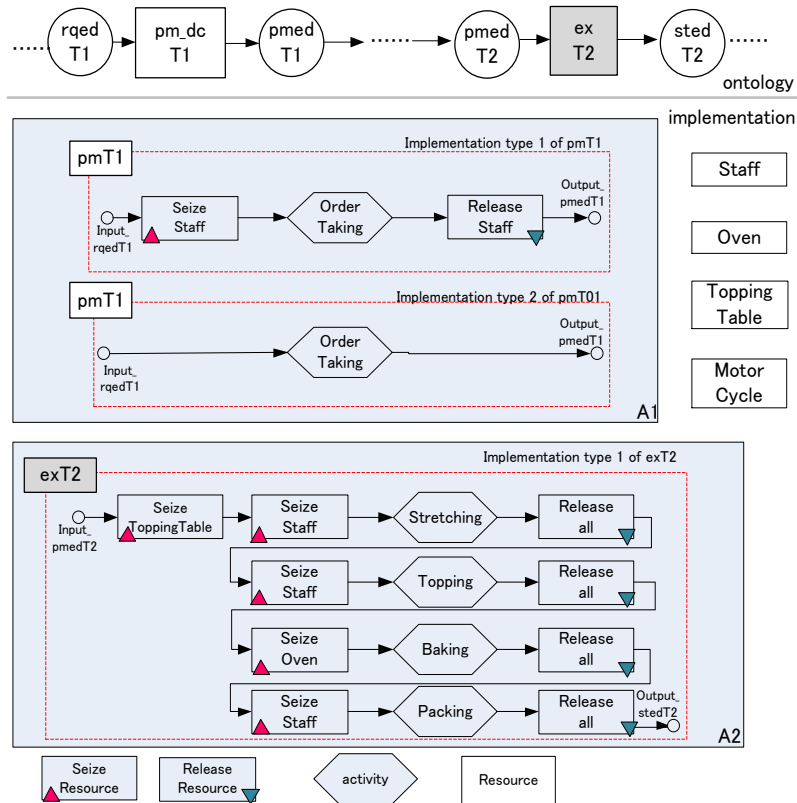 rqed
T1
pm_dc
T1
pmed
T1
......
pmed
T2
ex
T2
sted
T2
......
......
ontology
implementation
Staff
Oven
Topping
Table
Motor
Cycle
Implementation type 1 of pmT1
pmT1
Input_
rqedT1
Seize
Staff
Order
Taking
Release
Staff
Output_
pmedT1
Implementation type 2 of pmT01
pmT1
Input_
rqedT1
Order
Taking
Output_
pmedT1
A1
Implementation type 1 of exT2
exT2
Input_
pmedT2
Seize
ToppingTable
Seize
Staff
Stretching
Release
all
Seize
Staff
Topping
Release
all
Seize
Oven
Baking
Release
all
Seize
Staff
Packing
Release
all
Output_
stedT2
A2
Seize
Resource
Release
Resource
activity
Resource